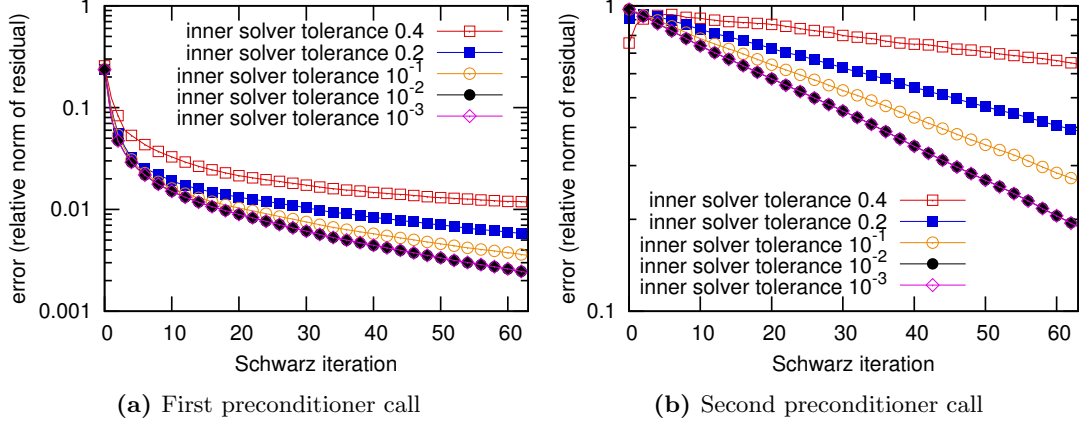 error (relative norm of residual)
1
0.1
0.01
0.001
inner solver tolerance 0.4
inner solver tolerance 0.2
inner solver tolerance 10-1
inner solver tolerance 10-2
inner solver tolerance 10-3
0 10 20 30 40 50 60
Schwarz iteration
(a) First preconditioner call
error (relative norm of residual)
1
0.1
inner solver tolerance 0.4
inner solver tolerance 0.2
inner solver tolerance 10-1
inner solver tolerance 10-2
inner solver tolerance 10-3
0 10 20 30 40 50 60
Schwarz iteration
(b) Second preconditioner call